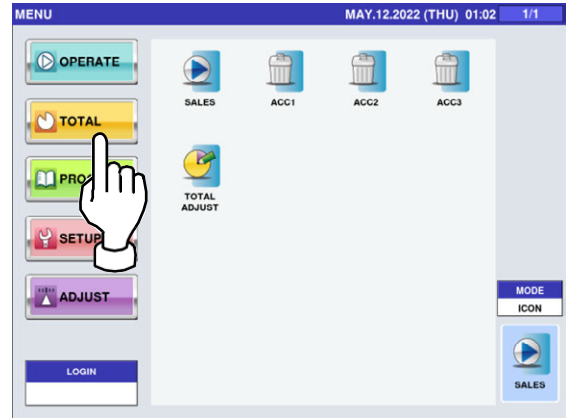 MENU
MAY.12.2022 (THU) 01:02
1/1
OPERATE
TOTAL
SETUP
ADJUST
LOGIN
SALES
ACC1
ACC2
ACC3
TOTAL
ADJUST
MODE
ICON
SALES